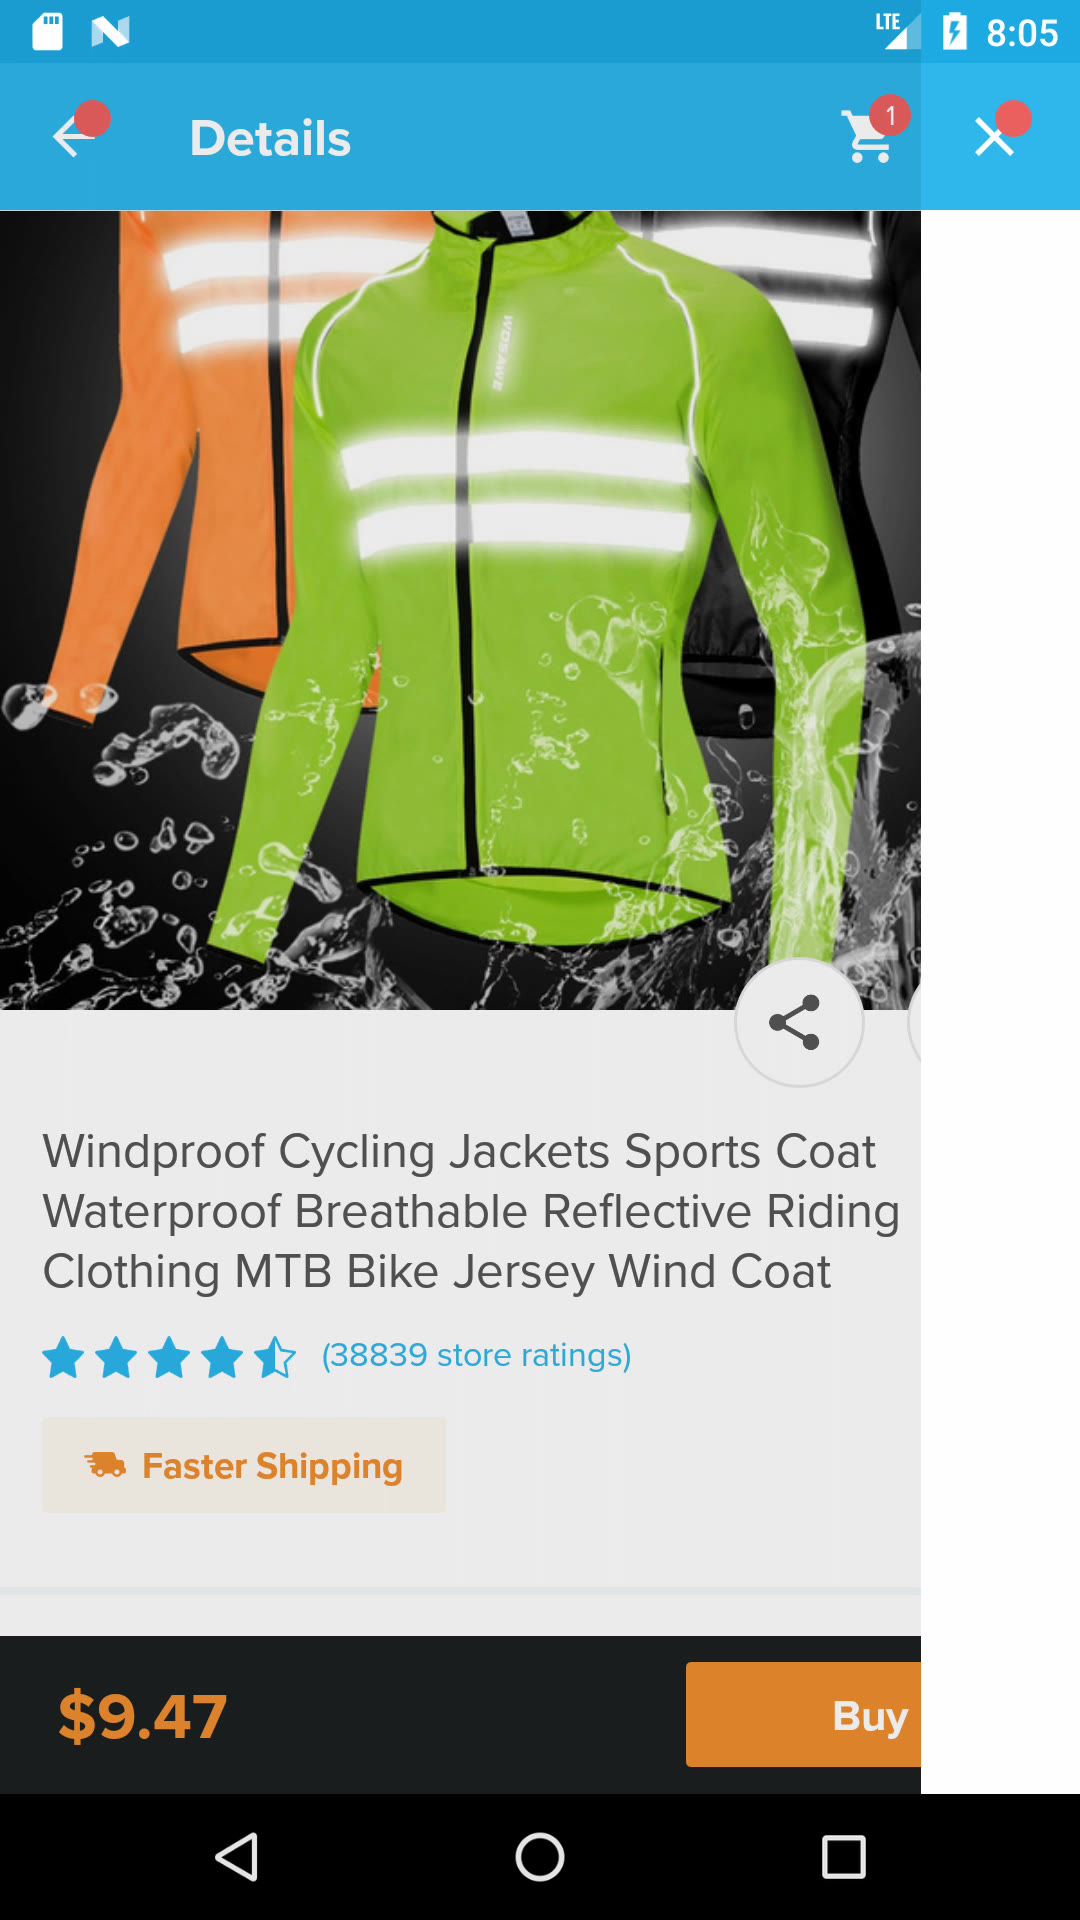 LTE
8:05
Details
1
WOSAWE
Windproof Cycling Jackets Sports Coat
Waterproof Breathable Reflective Riding
Clothing MTB Bike Jersey Wind Coat
(38839 store ratings)
Faster Shipping
$9.47
Buy